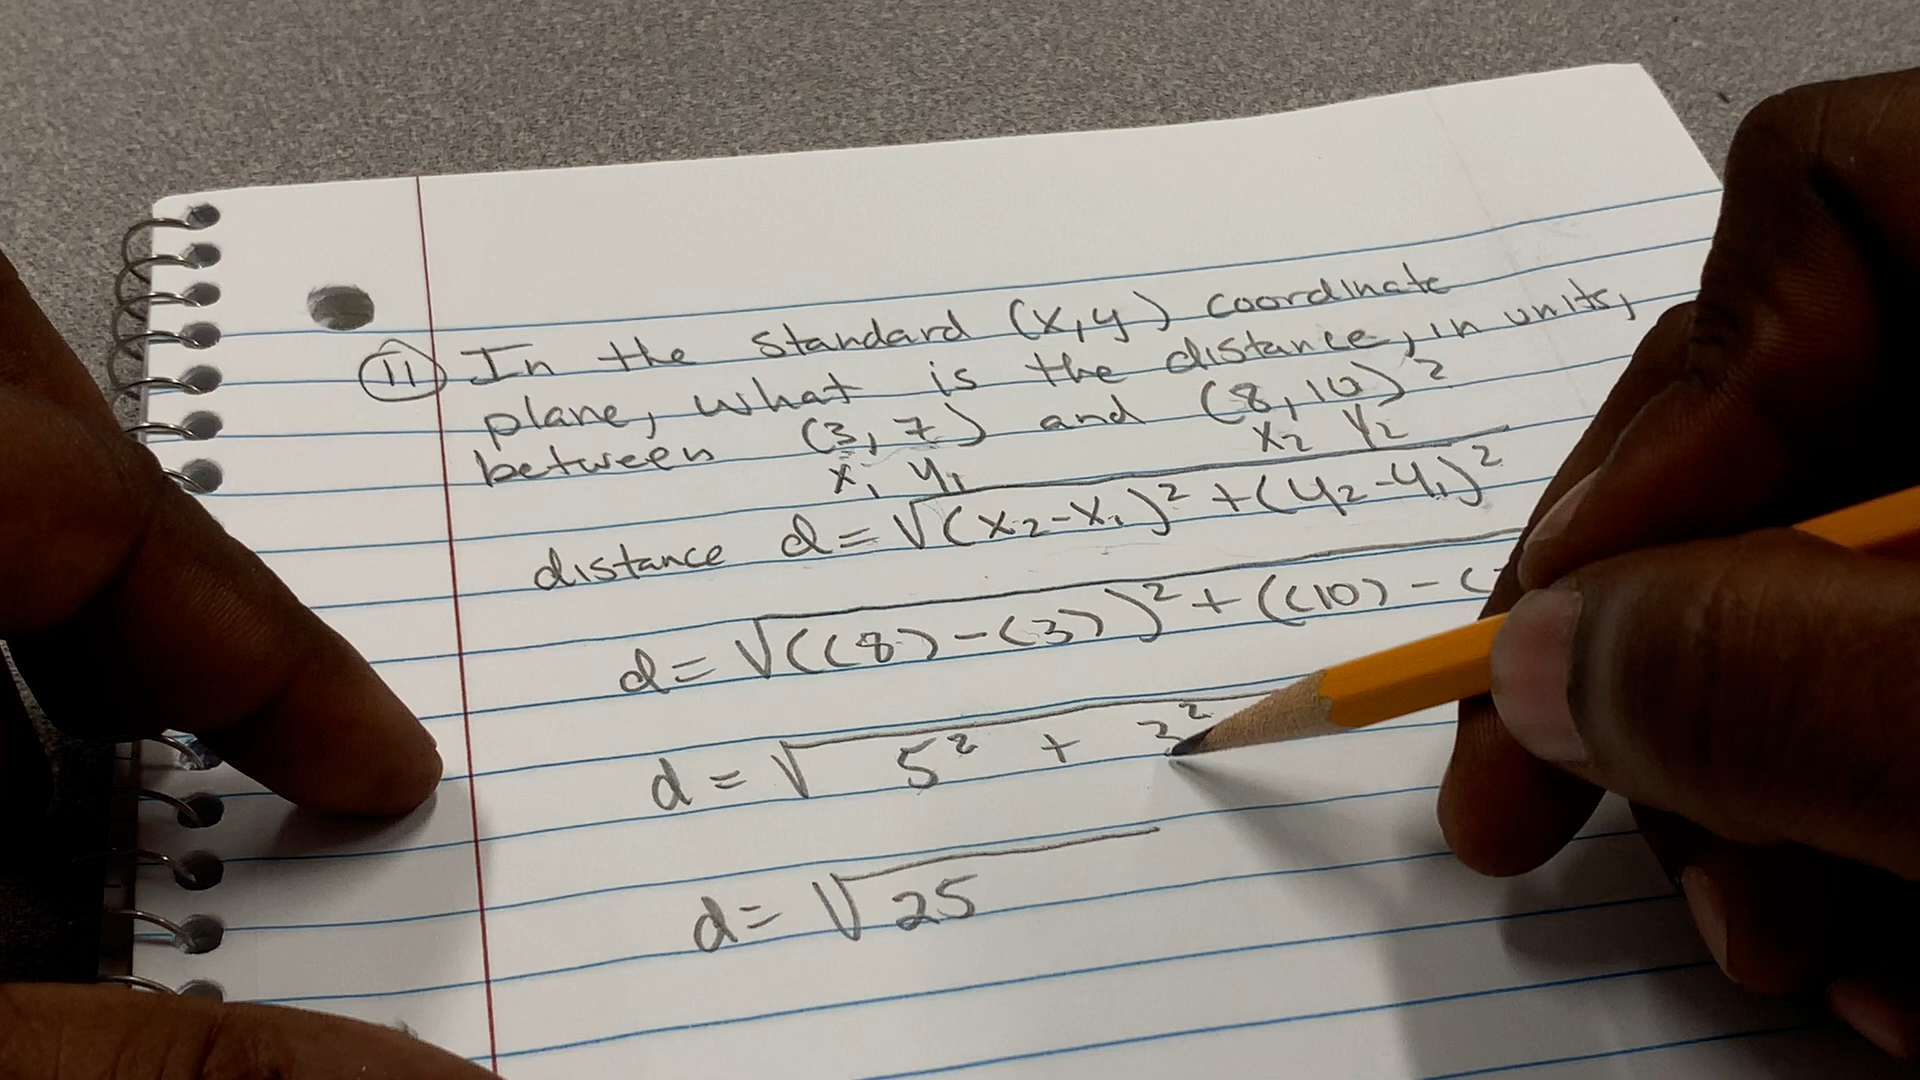 11 In the standard (x,y) coordinate
plane, what is the distance, in units,
between (3, 7) and (8, 10)?
x₁ y₁ x₂ y₂
distance d = √(x₂-x₁)² + (y₂-y₁)²
d = √((8) - (3))² + ((10) - (
d = √ 5² + 3²
d = √25